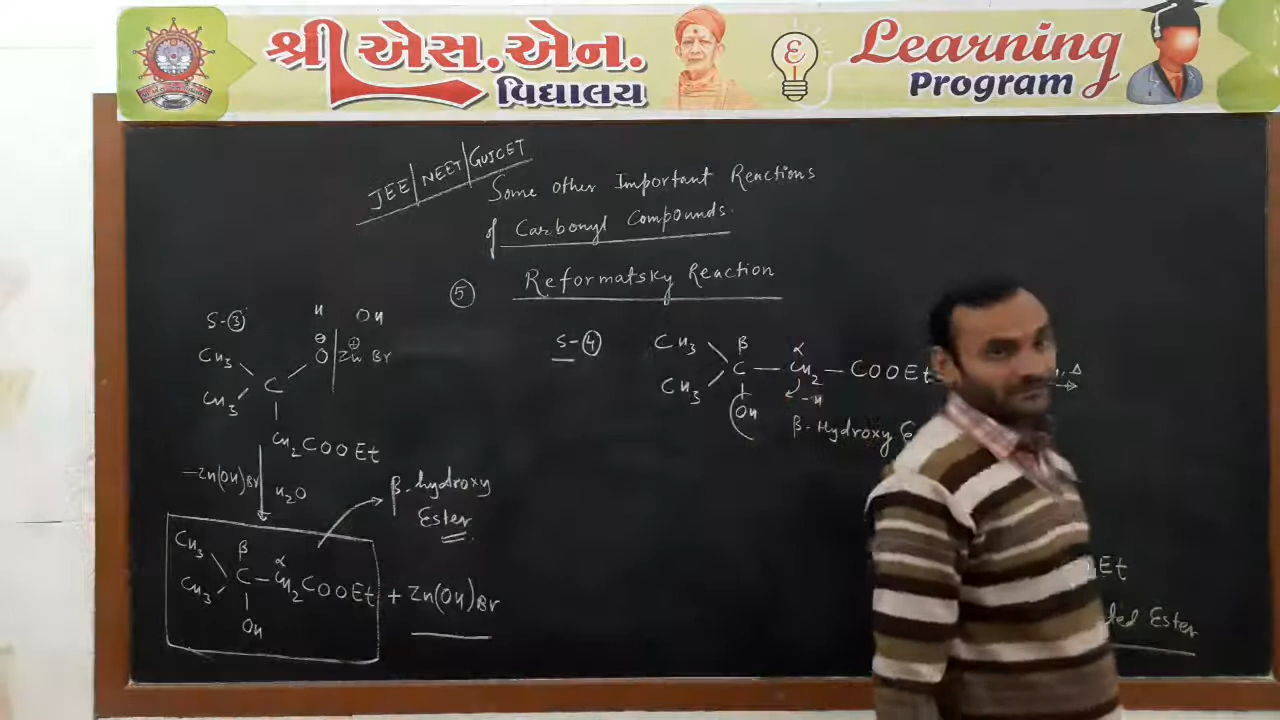 શ્રી એસ.એન.
વિદ્યાલય
Learning
Program
JEE/NEET/GUJCET
Some other Important Reactions
of Carbonyl Compounds.
⑤ Reformatsky Reaction
S-③
H OH
⊖ ⊕
CH3 O | Zn Br
C
CH3
CH2COOEt
-Zn(OH)Br
H2O
β-hydroxy
Ester
CH3 β α
C-CH2COOEt + Zn(OH)Br
CH3
OH
S-④
CH3 β α
C - CH2 - COOEt
CH3
OH -H
β-Hydroxy
Δ
Et
Ester